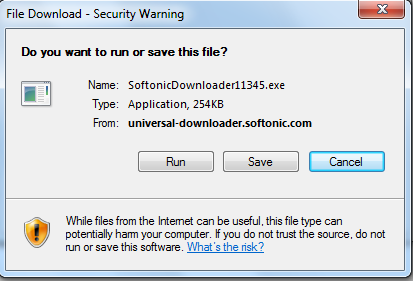 File Download - Security Warning
Do you want to run or save this file?
Name: SoftonicDownloader11345.exe
Type: Application, 254KB
From: universal-downloader.softonic.com
Run Save Cancel
While files from the Internet can be useful, this file type can
potentially harm your computer. If you do not trust the source, do not
run or save this software. What's the risk?